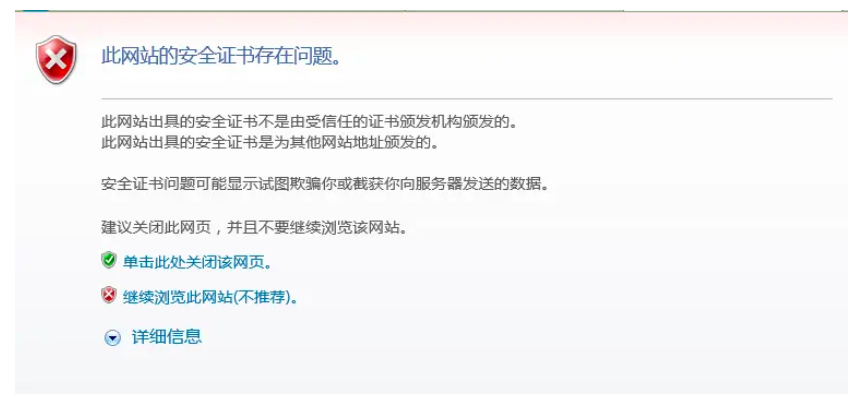 此网站的安全证书存在问题。
此网站出具的安全证书不是由受信任的证书颁发机构颁发的。
此网站出具的安全证书是为其他网站地址颁发的。
安全证书问题可能显示试图欺骗你或截获你向服务器发送的数据。
建议关闭此网页，并且不要继续浏览该网站。
单击此处关闭该网页。
继续浏览此网站(不推荐)。
详细信息